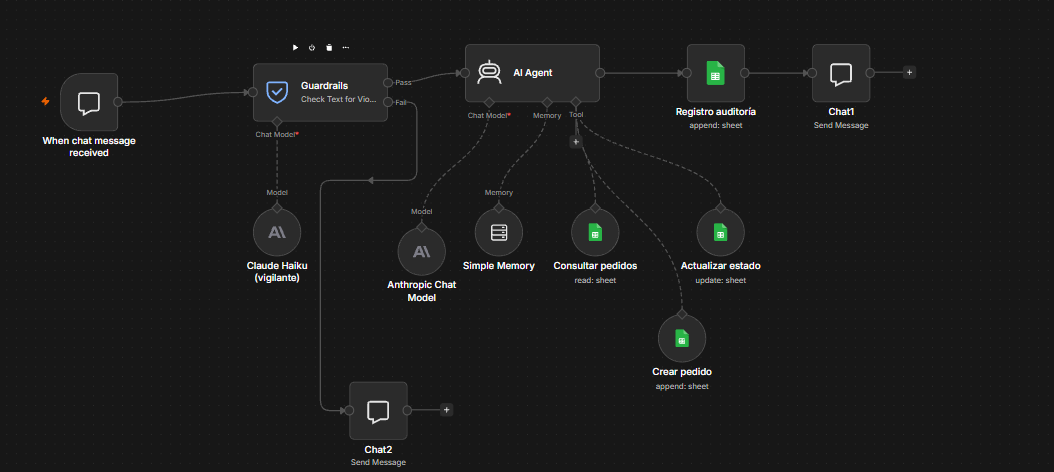 When chat message
received
Guardrails
Check Text for Vio...
Pass
Fail
Chat Model*
Model
Claude Haiku
(vigilante)
AI Agent
Chat Model*
Memory
Tool
Model
Anthropic Chat
Model
Memory
Simple Memory
Consultar pedidos
read: sheet
Actualizar estado
update: sheet
Crear pedido
append: sheet
Registro auditoría
append: sheet
Chat1
Send Message
Chat2
Send Message